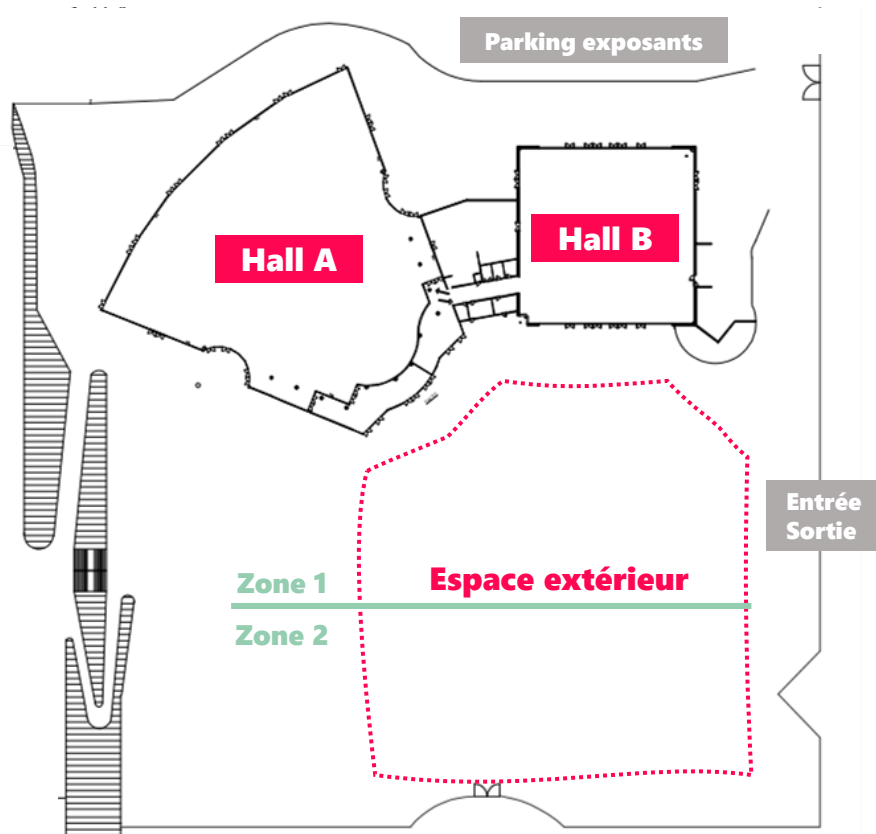 Parking exposants
Hall A
Hall B
Entrée
Sortie
Zone 1
Espace extérieur
Zone 2